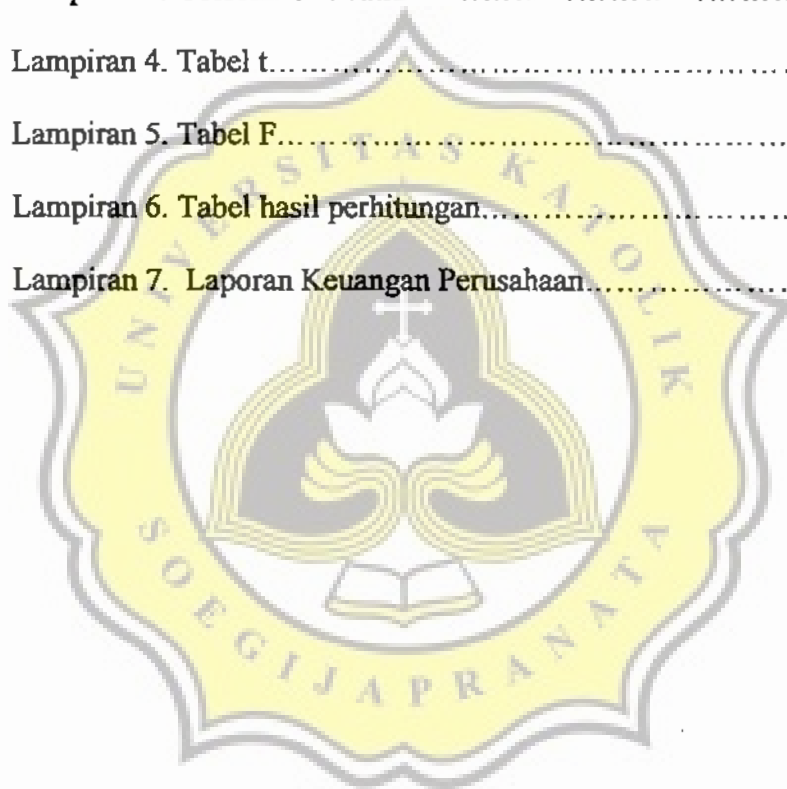 Lampiran 4. Tabel t
Lampiran 5. Tabel F
Lampiran 6. Tabel hasil perhitungan
Lampiran 7. Laporan Keuangan Perusahaan
UNIVERSITAS KATOLIK
SOEGIJAPRANATA